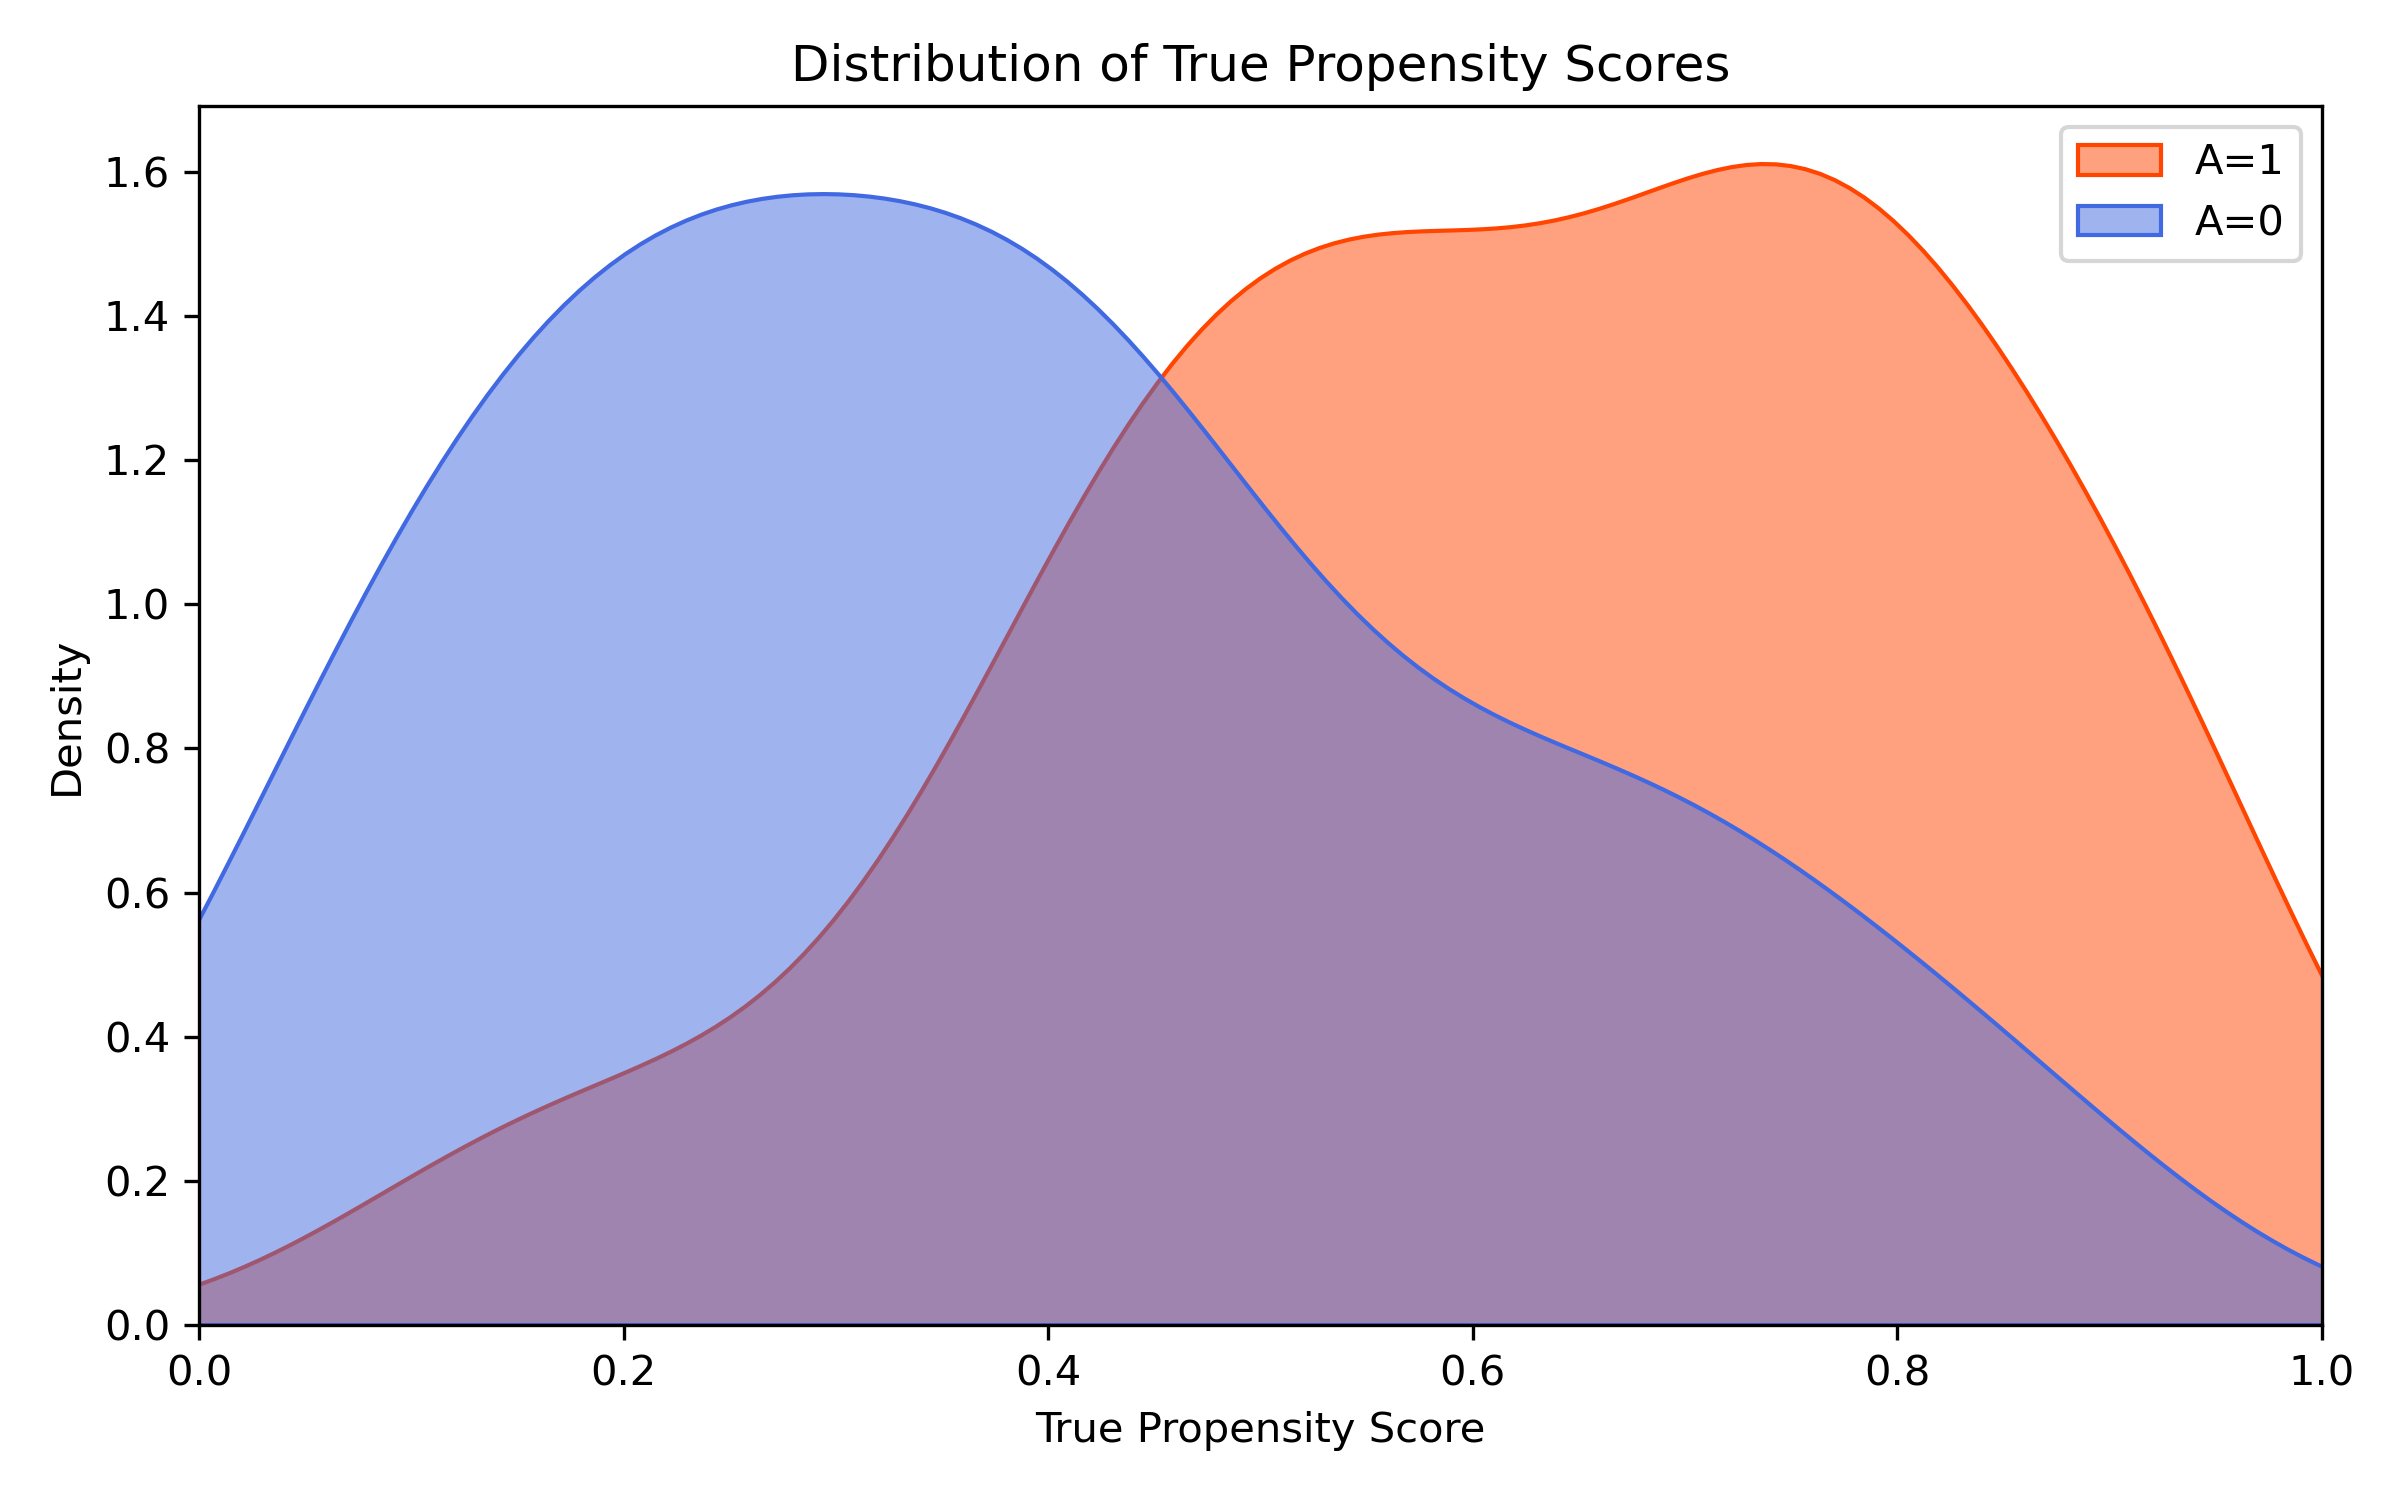 Distribution of True Propensity Scores
A=1
A=0
1.6
1.4
1.2
1.0
0.8
0.6
0.4
0.2
0.0
Density
0.0 0.2 0.4 0.6 0.8 1.0
True Propensity Score